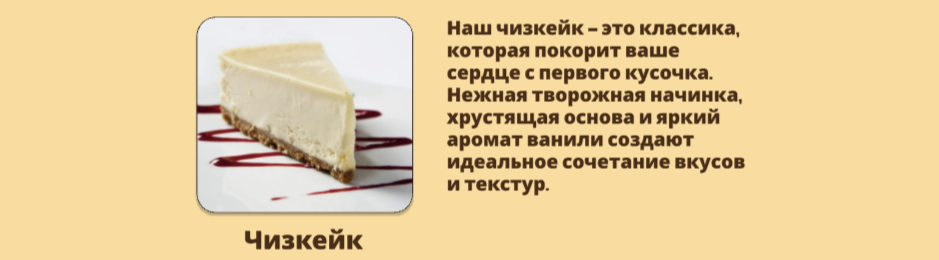 Наш чизкейк – это классика,
которая покорит ваше
сердце с первого кусочка.
Нежная творожная начинка,
хрустящая основа и яркий
аромат ванили создают
идеальное сочетание вкусов
и текстур.
Чизкейк